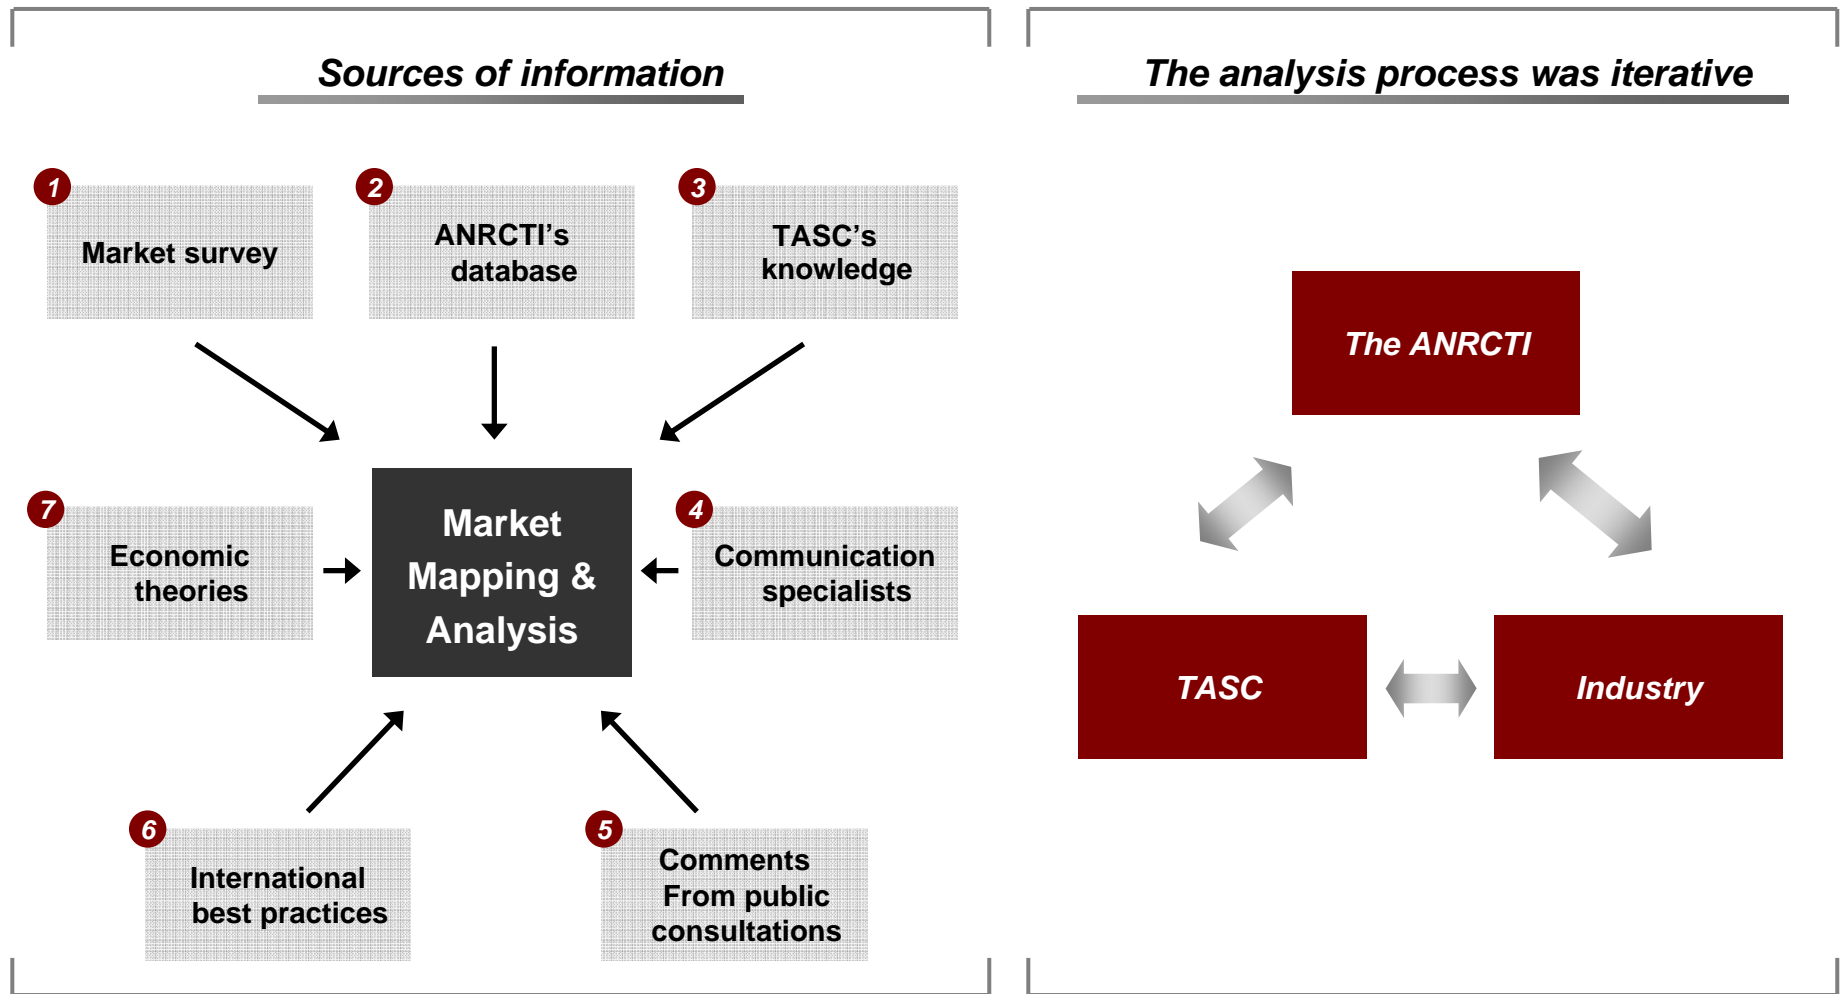 Sources of information
1
Market survey
2
ANRCTI’s
database
3
TASC’s
knowledge
7
Economic
theories
Market
Mapping &
Analysis
4
Communication
specialists
6
International
best practices
5
Comments
From public
consultations
The analysis process was iterative
The ANRCTI
TASC
Industry